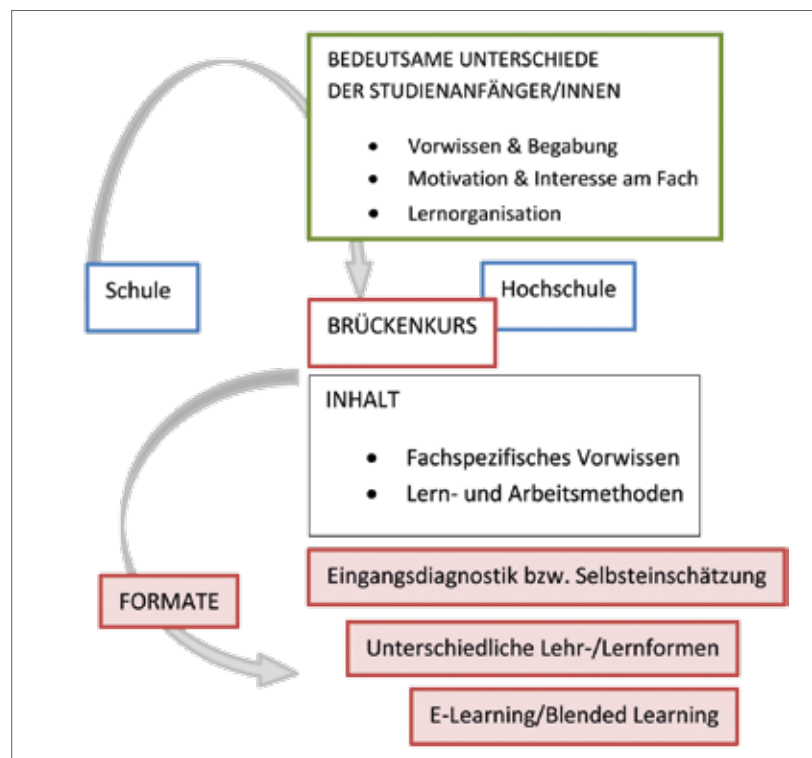 BEDEUTSAME UNTERSCHIEDE
DER STUDIENANFÄNGER/INNEN
• Vorwissen & Begabung
• Motivation & Interesse am Fach
• Lernorganisation
Schule
Hochschule
BRÜCKENKURS
INHALT
• Fachspezifisches Vorwissen
• Lern- und Arbeitsmethoden
FORMATE
Eingangsdiagnostik bzw. Selbsteinschätzung
Unterschiedliche Lehr-/Lernformen
E-Learning/Blended Learning